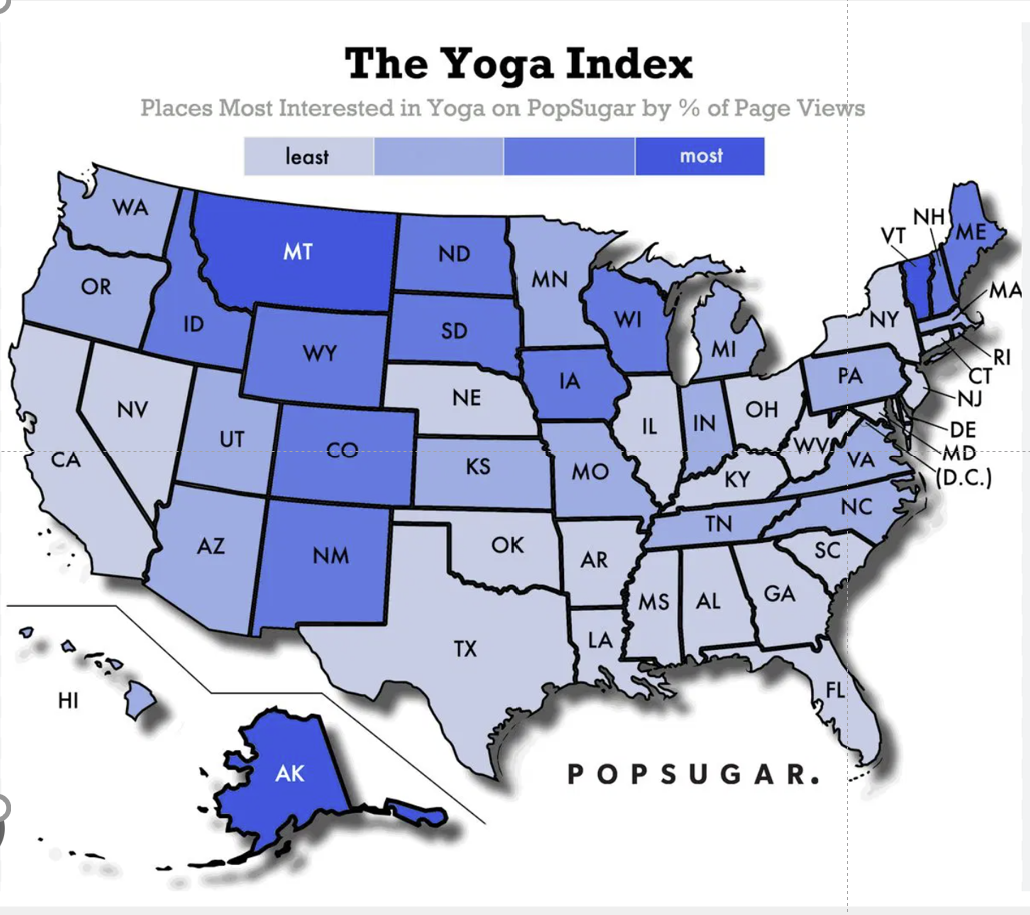 The Yoga Index
Places Most Interested in Yoga on PopSugar by % of Page Views
least most
WA
MT
ND
MN
OR
ID
SD
WI
WY
MI
NH
VT
ME
MA
NY
RI
CT
PA
NJ
IA
NE
NV
UT
CO
CA
KS
MO
IL
IN
OH
WV
KY
VA
DE
MD
(D.C.)
TN
NC
AZ
NM
OK
AR
SC
MS
AL
GA
LA
TX
FL
HI
AK
POPSUGAR.